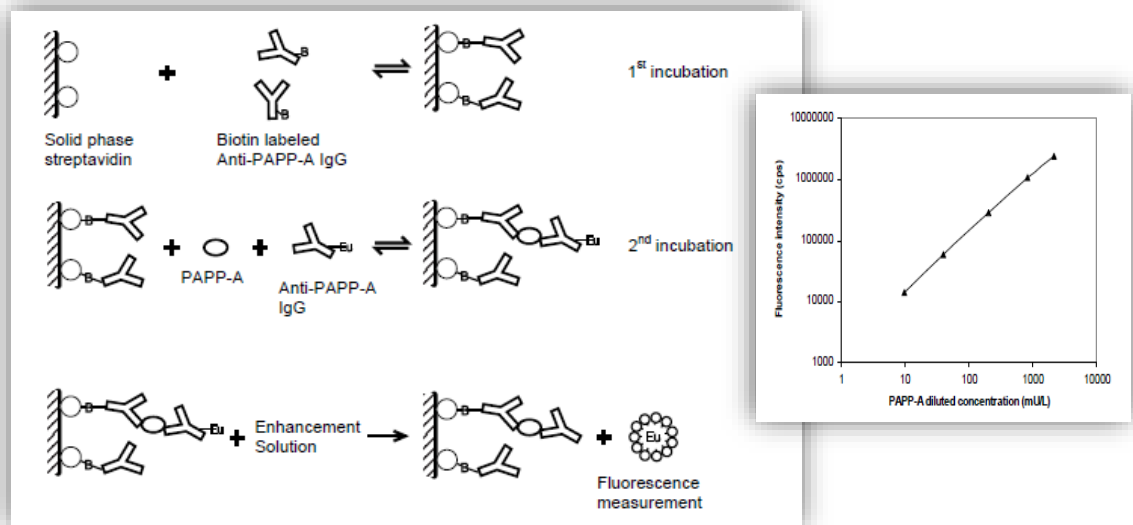 B
B
B
B
1st incubation
Solid phase
streptavidin
Biotin labeled
Anti-PAPP-A IgG
B
B
PAPP-A
Eu
Anti-PAPP-A
IgG
B
B
Eu
2nd incubation
B
B
Eu
Enhancement
Solution
B
B
Eu
Fluorescence
measurement
Fluorescence intensity (cps)
10000000
1000000
100000
10000
1000
1 10 100 1000 10000
PAPP-A diluted concentration (mU/L)